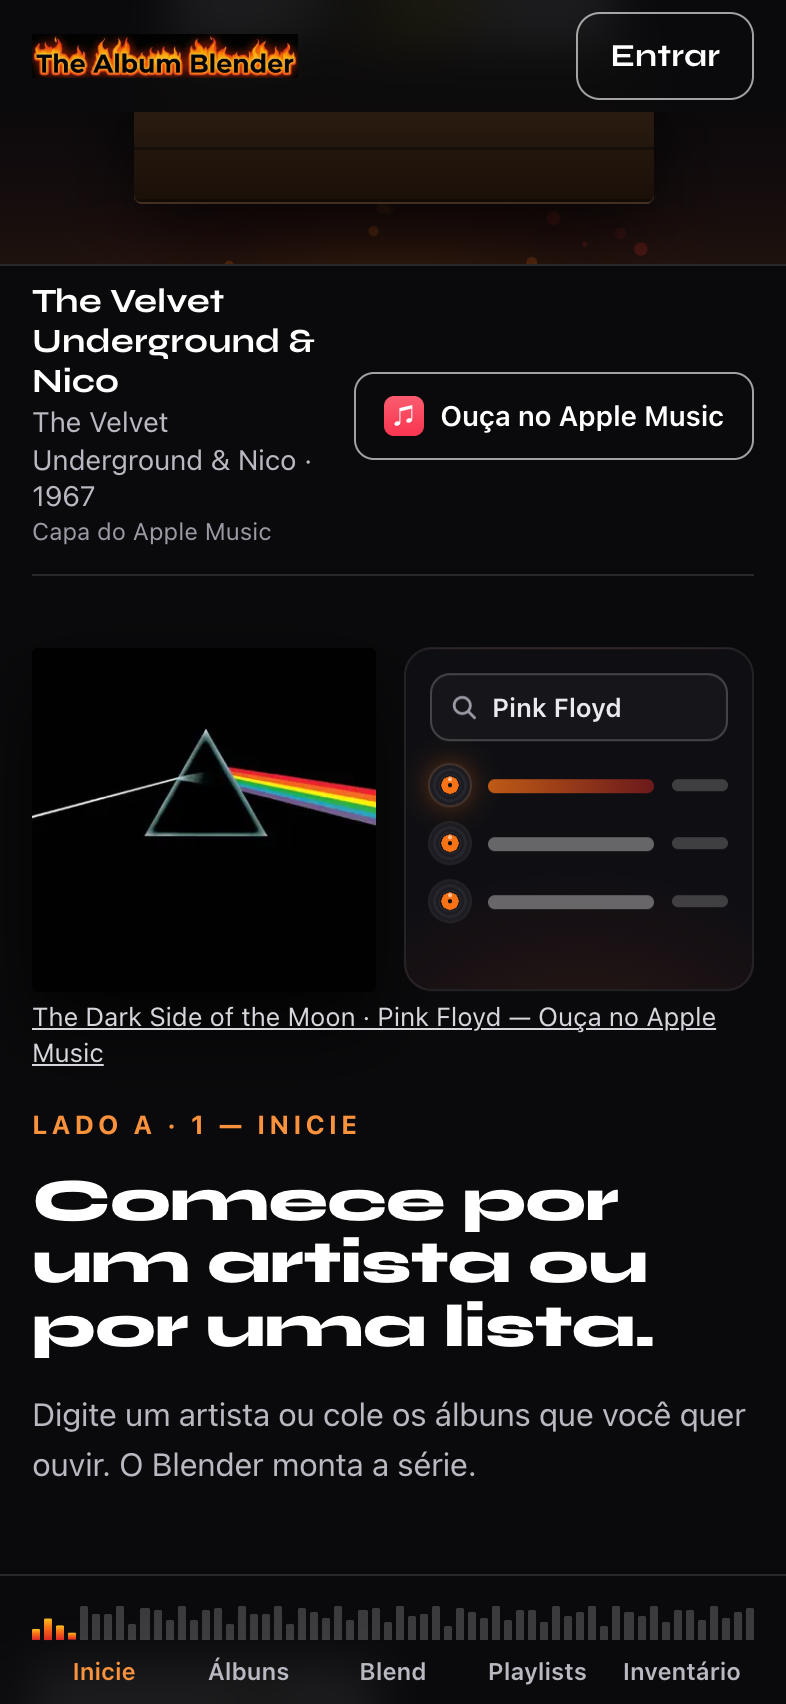 The Album Blender
Entrar
The Velvet
Underground &
Nico
The Velvet
Underground & Nico ·
1967
Capa do Apple Music
Ouça no Apple Music
Pink Floyd
The Dark Side of the Moon · Pink Floyd — Ouça no Apple
Music
LADO A · 1 — INICIE
Comece por
um artista ou
por uma lista.
Digite um artista ou cole os álbuns que você quer
ouvir. O Blender monta a série.
Inicie
Álbuns
Blend
Playlists
Inventário